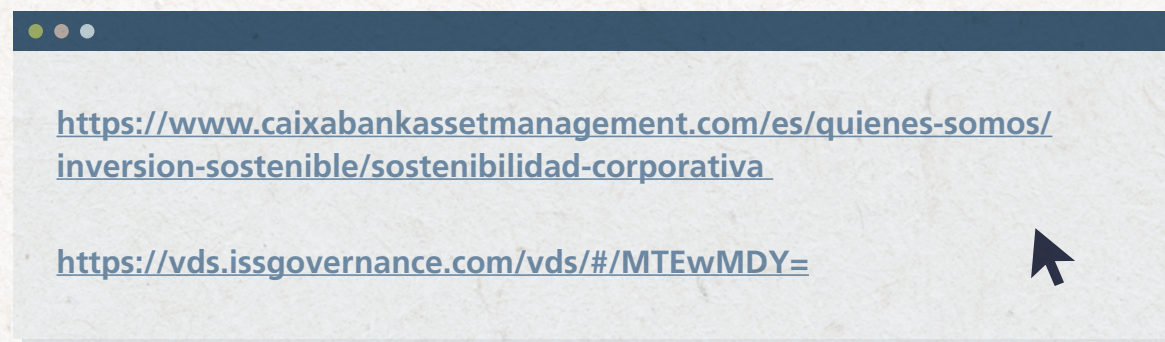 https://www.caixabankassetmanagement.com/es/quienes-somos/
inversion-sostenible/sostenibilidad-corporativa
https://vds.issgovernance.com/vds/#/MTEwMDY=